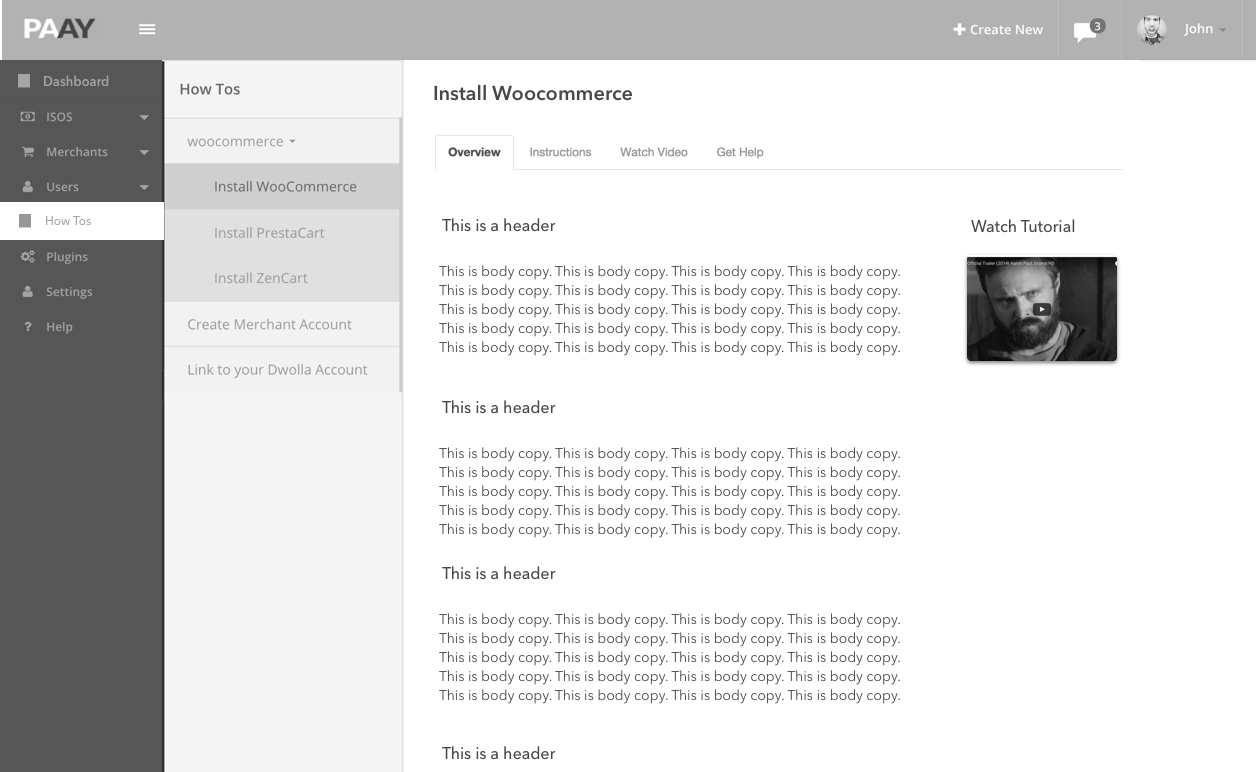 PAAY
Create New
3
John
Dashboard
ISOS
Merchants
Users
How Tos
Plugins
Settings
Help
How Tos
woocommerce
Install WooCommerce
Install PrestaCart
Install ZenCart
Create Merchant Account
Link to your Dwolla Account
Install Woocommerce
Overview
Instructions
Watch Video
Get Help
This is a header
This is body copy. This is body copy. This is body copy. This is body copy.
This is body copy. This is body copy. This is body copy. This is body copy.
This is body copy. This is body copy. This is body copy. This is body copy.
This is body copy. This is body copy. This is body copy. This is body copy.
This is body copy. This is body copy. This is body copy. This is body copy.
Watch Tutorial
Official Trailer (2014) Aaron Paul Drama HD
This is a header
This is body copy. This is body copy. This is body copy. This is body copy.
This is body copy. This is body copy. This is body copy. This is body copy.
This is body copy. This is body copy. This is body copy. This is body copy.
This is body copy. This is body copy. This is body copy. This is body copy.
This is body copy. This is body copy. This is body copy. This is body copy.
This is a header
This is body copy. This is body copy. This is body copy. This is body copy.
This is body copy. This is body copy. This is body copy. This is body copy.
This is body copy. This is body copy. This is body copy. This is body copy.
This is body copy. This is body copy. This is body copy. This is body copy.
This is body copy. This is body copy. This is body copy. This is body copy.
This is a header